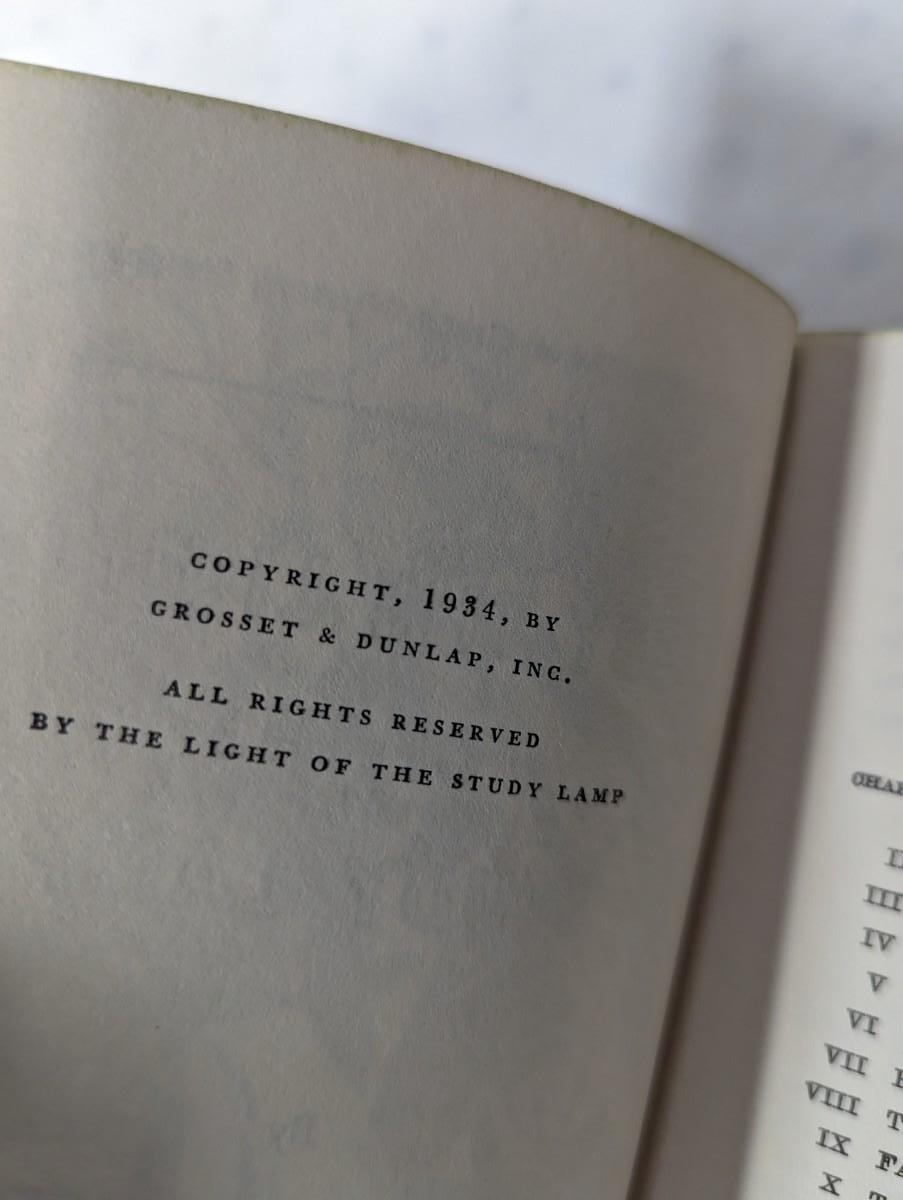 COPYRIGHT, 1934, BY
GROSSET & DUNLAP, INC.
ALL RIGHTS RESERVED
BY THE LIGHT OF THE STUDY LAMP
III
IV
V
VI
VII
VIII
IX
X